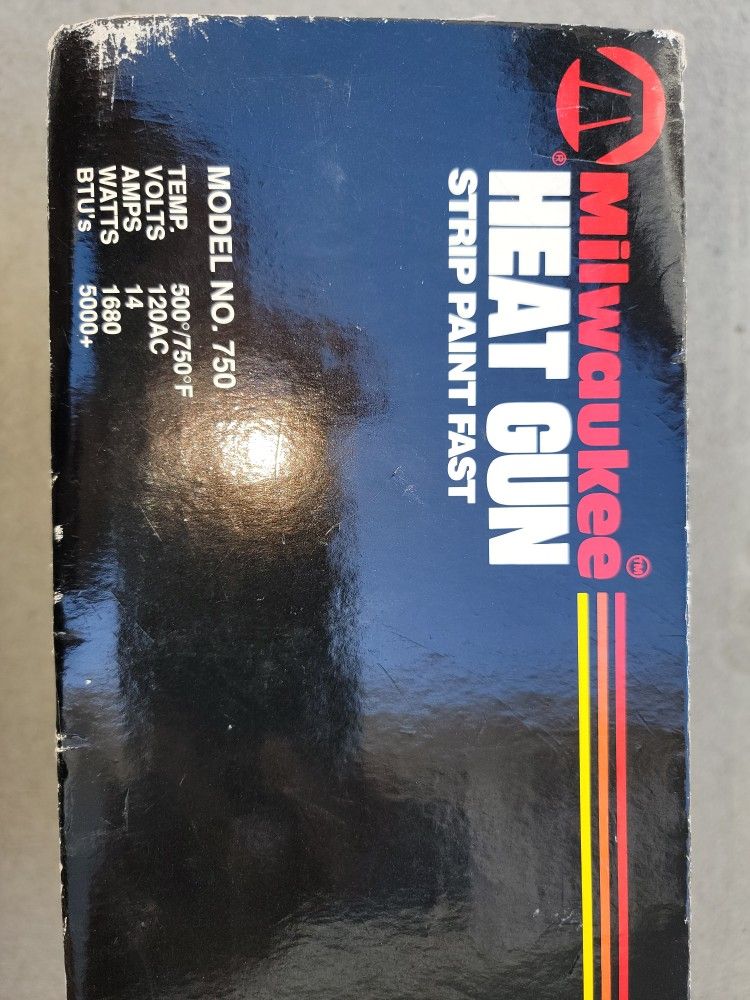 Milwaukee™
®
HEAT GUN
STRIP PAINT FAST
MODEL NO. 750
TEMP. 500°/750°F
VOLTS 120AC
AMPS 14
WATTS 1680
BTU's 5000+